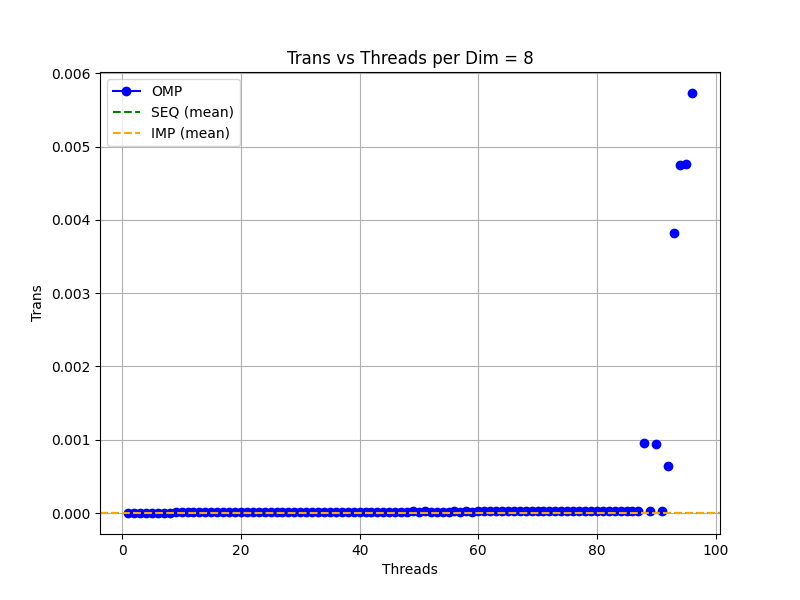 Trans vs Threads per Dim = 8
OMP
SEQ (mean)
IMP (mean)
0.006
0.005
0.004
0.003
0.002
0.001
0.000
Trans
0
20
40
60
80
100
Threads